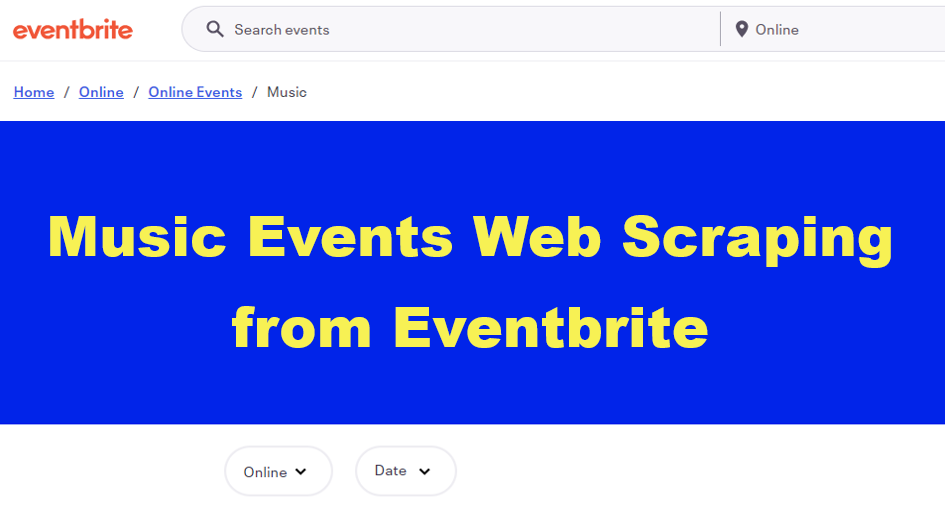 eventbrite
Search events
Online
Home / Online / Online Events / Music
Music Events Web Scraping
from Eventbrite
Online
Date